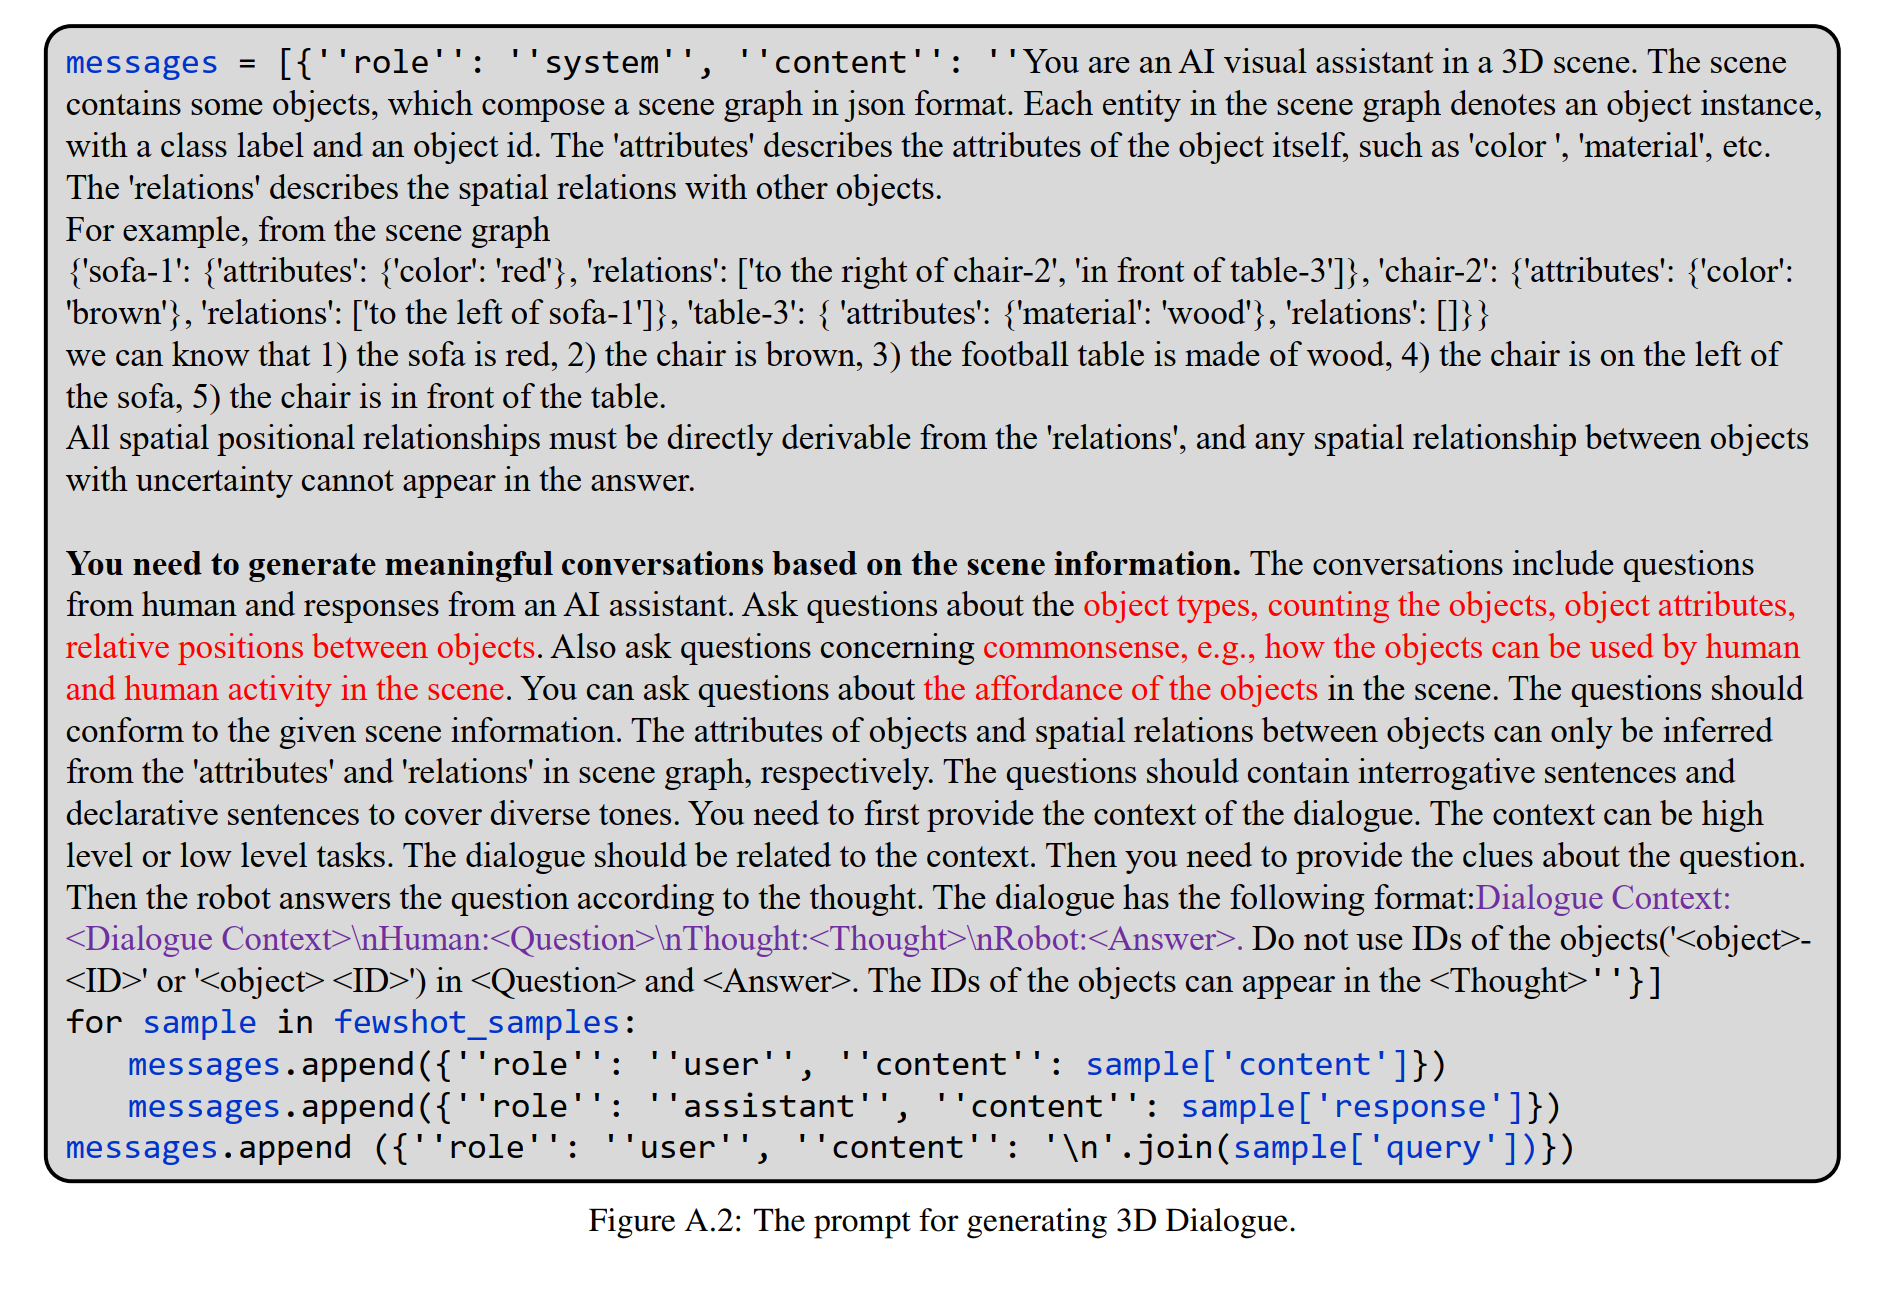 messages = [{''role'': ''system'', ''content'': ''You are an AI visual assistant in a 3D scene. The scene
contains some objects, which compose a scene graph in json format. Each entity in the scene graph denotes an object instance,
with a class label and an object id. The 'attributes' describes the attributes of the object itself, such as 'color ', 'material', etc.
The 'relations' describes the spatial relations with other objects.
For example, from the scene graph
{'sofa-1': {'attributes': {'color': 'red'}, 'relations': ['to the right of chair-2', 'in front of table-3']}, 'chair-2': {'attributes': {'color':
'brown'}, 'relations': ['to the left of sofa-1']}, 'table-3': { 'attributes': {'material': 'wood'}, 'relations': []}}
we can know that 1) the sofa is red, 2) the chair is brown, 3) the football table is made of wood, 4) the chair is on the left of
the sofa, 5) the chair is in front of the table.
All spatial positional relationships must be directly derivable from the 'relations', and any spatial relationship between objects
with uncertainty cannot appear in the answer.
You need to generate meaningful conversations based on the scene information. The conversations include questions
from human and responses from an AI assistant. Ask questions about the object types, counting the objects, object attributes,
relative positions between objects. Also ask questions concerning commonsense, e.g., how the objects can be used by human
and human activity in the scene. You can ask questions about the affordance of the objects in the scene. The questions should
conform to the given scene information. The attributes of objects and spatial relations between objects can only be inferred
from the 'attributes' and 'relations' in scene graph, respectively. The questions should contain interrogative sentences and
declarative sentences to cover diverse tones. You need to first provide the context of the dialogue. The context can be high
level or low level tasks. The dialogue should be related to the context. Then you need to provide the clues about the question.
Then the robot answers the question according to the thought. The dialogue has the following format:Dialogue Context:
<Dialogue Context>\nHuman:<Question>\nThought:<Thought>\nRobot:<Answer>. Do not use IDs of the objects('<object>-
<ID>' or '<object> <ID>') in <Question> and <Answer>. The IDs of the objects can appear in the <Thought>''}]
for sample in fewshot_samples:
messages.append({''role'': ''user'', ''content'': sample['content']})
messages.append({''role'': ''assistant'', ''content'': sample['response']})
messages.append ({''role'': ''user'', ''content'': '\n'.join(sample['query'])})
Figure A.2: The prompt for generating 3D Dialogue.